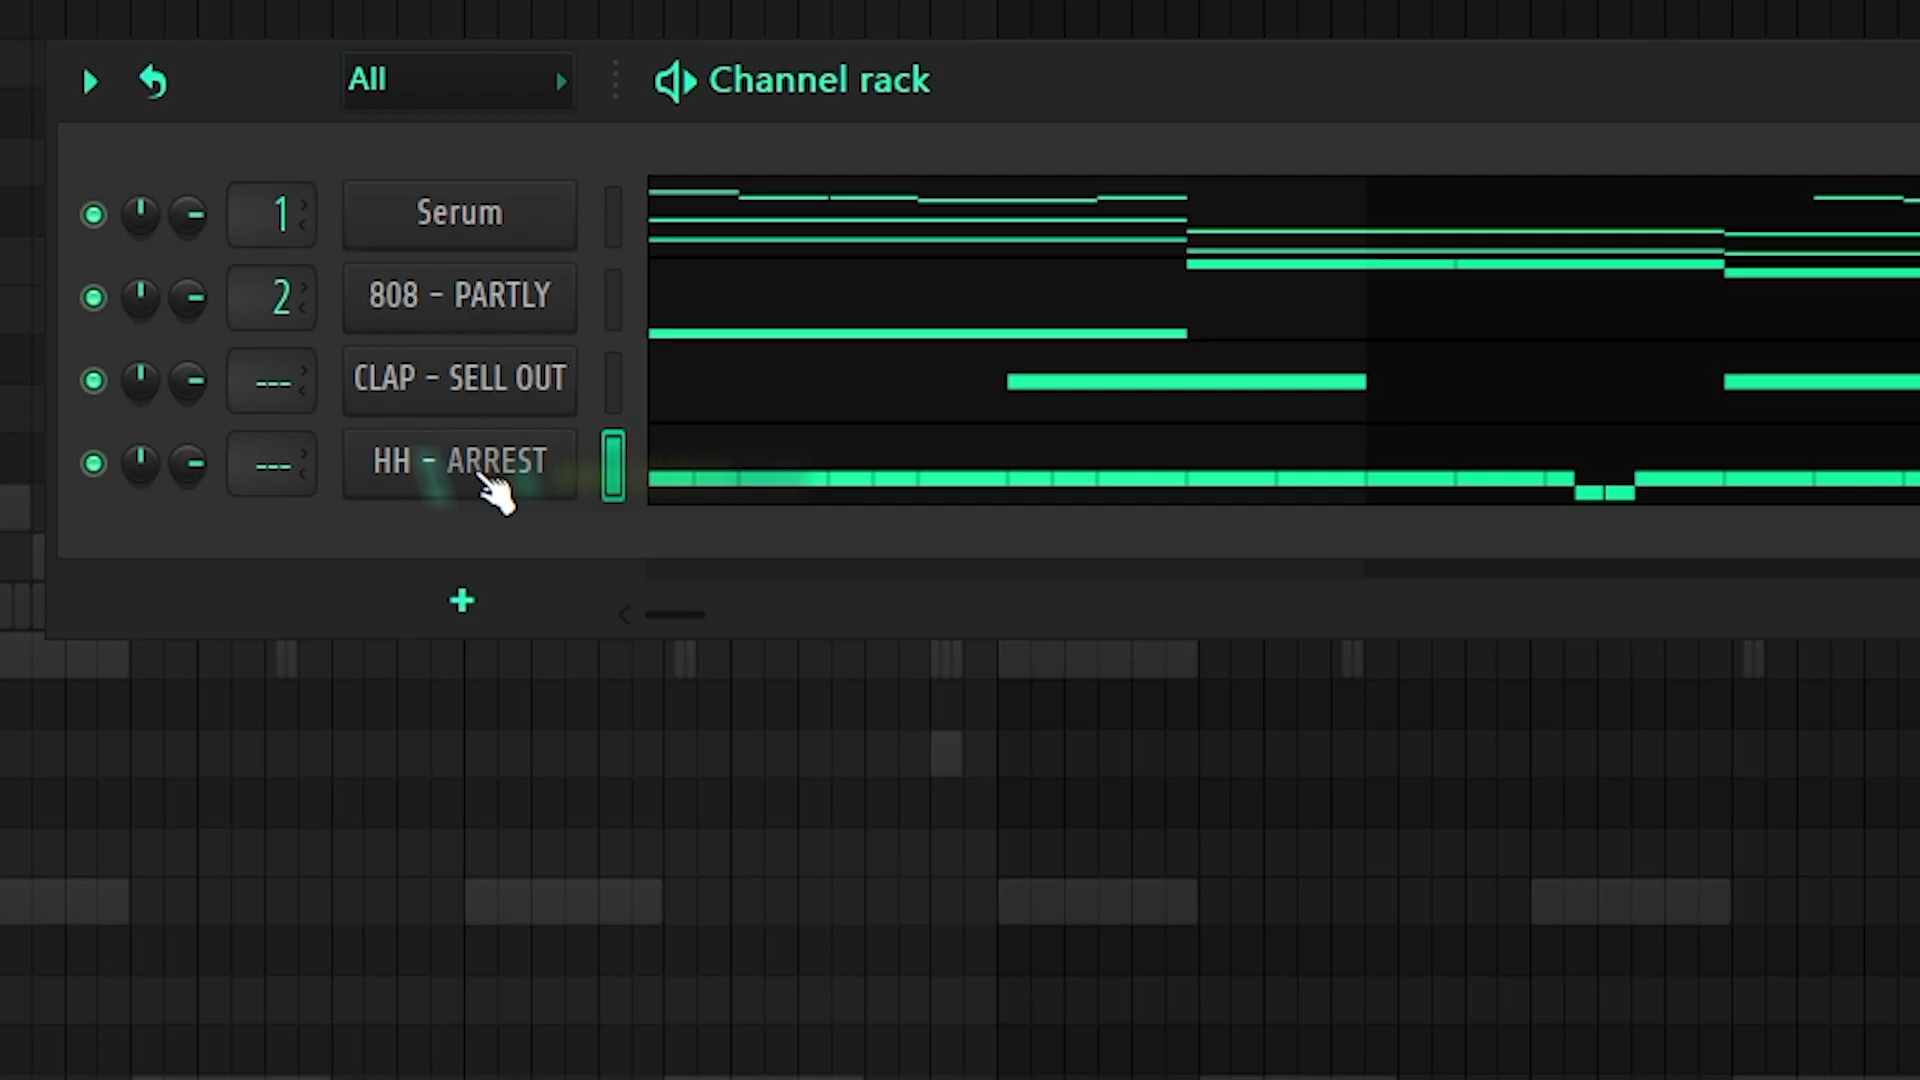 All
Channel rack
1
Serum
2
808 - PARTLY
---
CLAP - SELL OUT
---
HH - ARREST